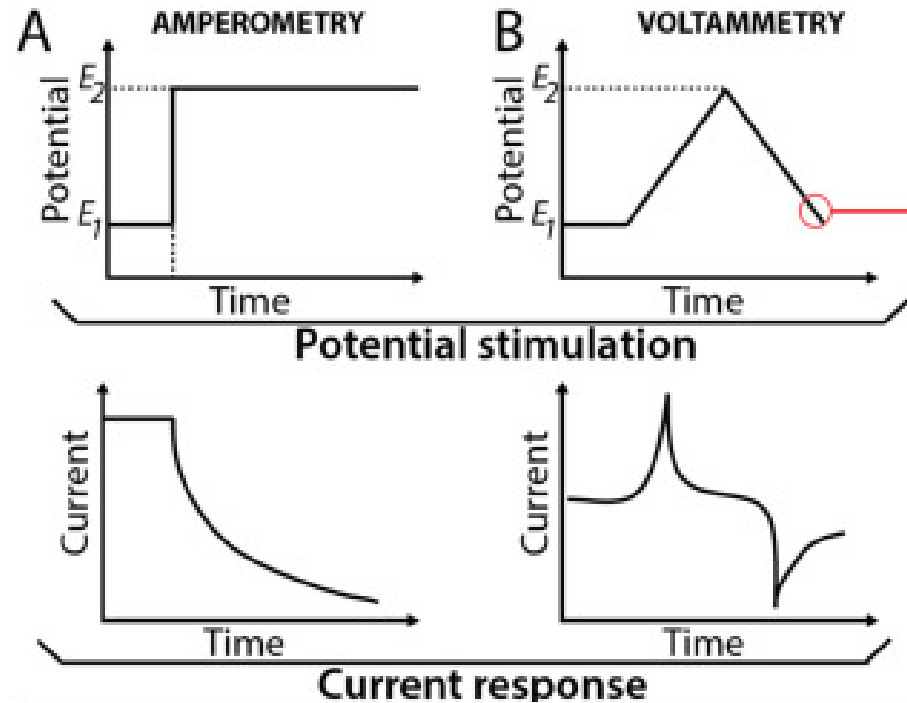 A AMPEROMETRY
B VOLTAMMETRY
Potential
E2
E1
Time
Potential
E2
E1
Time
Potential stimulation
Current
Time
Current
Time
Current response